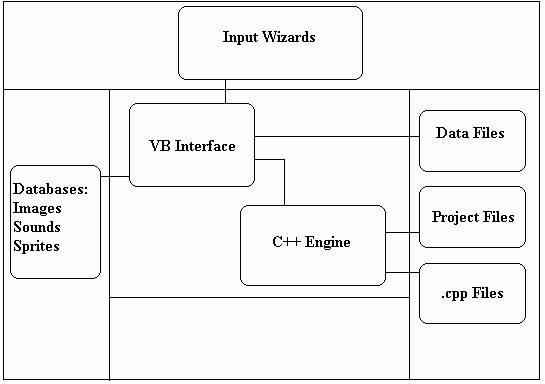 Input Wizards
VB Interface
Data Files
Databases:
Images
Sounds
Sprites
Project Files
C++ Engine
.cpp Files